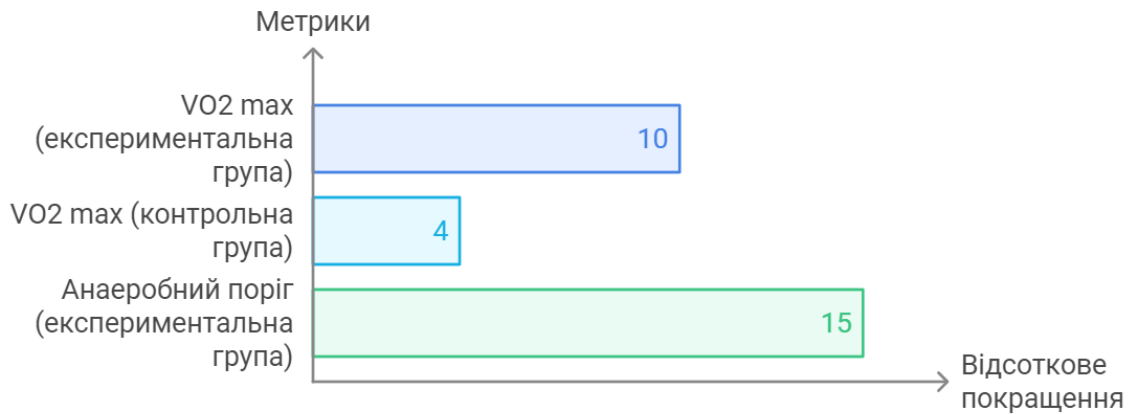 Метрики
VO2 max
(експериментальна
група)
10
VO2 max (контрольна
група)
4
Анаеробний поріг
(експериментальна
група)
15
Відсоткове
покращення